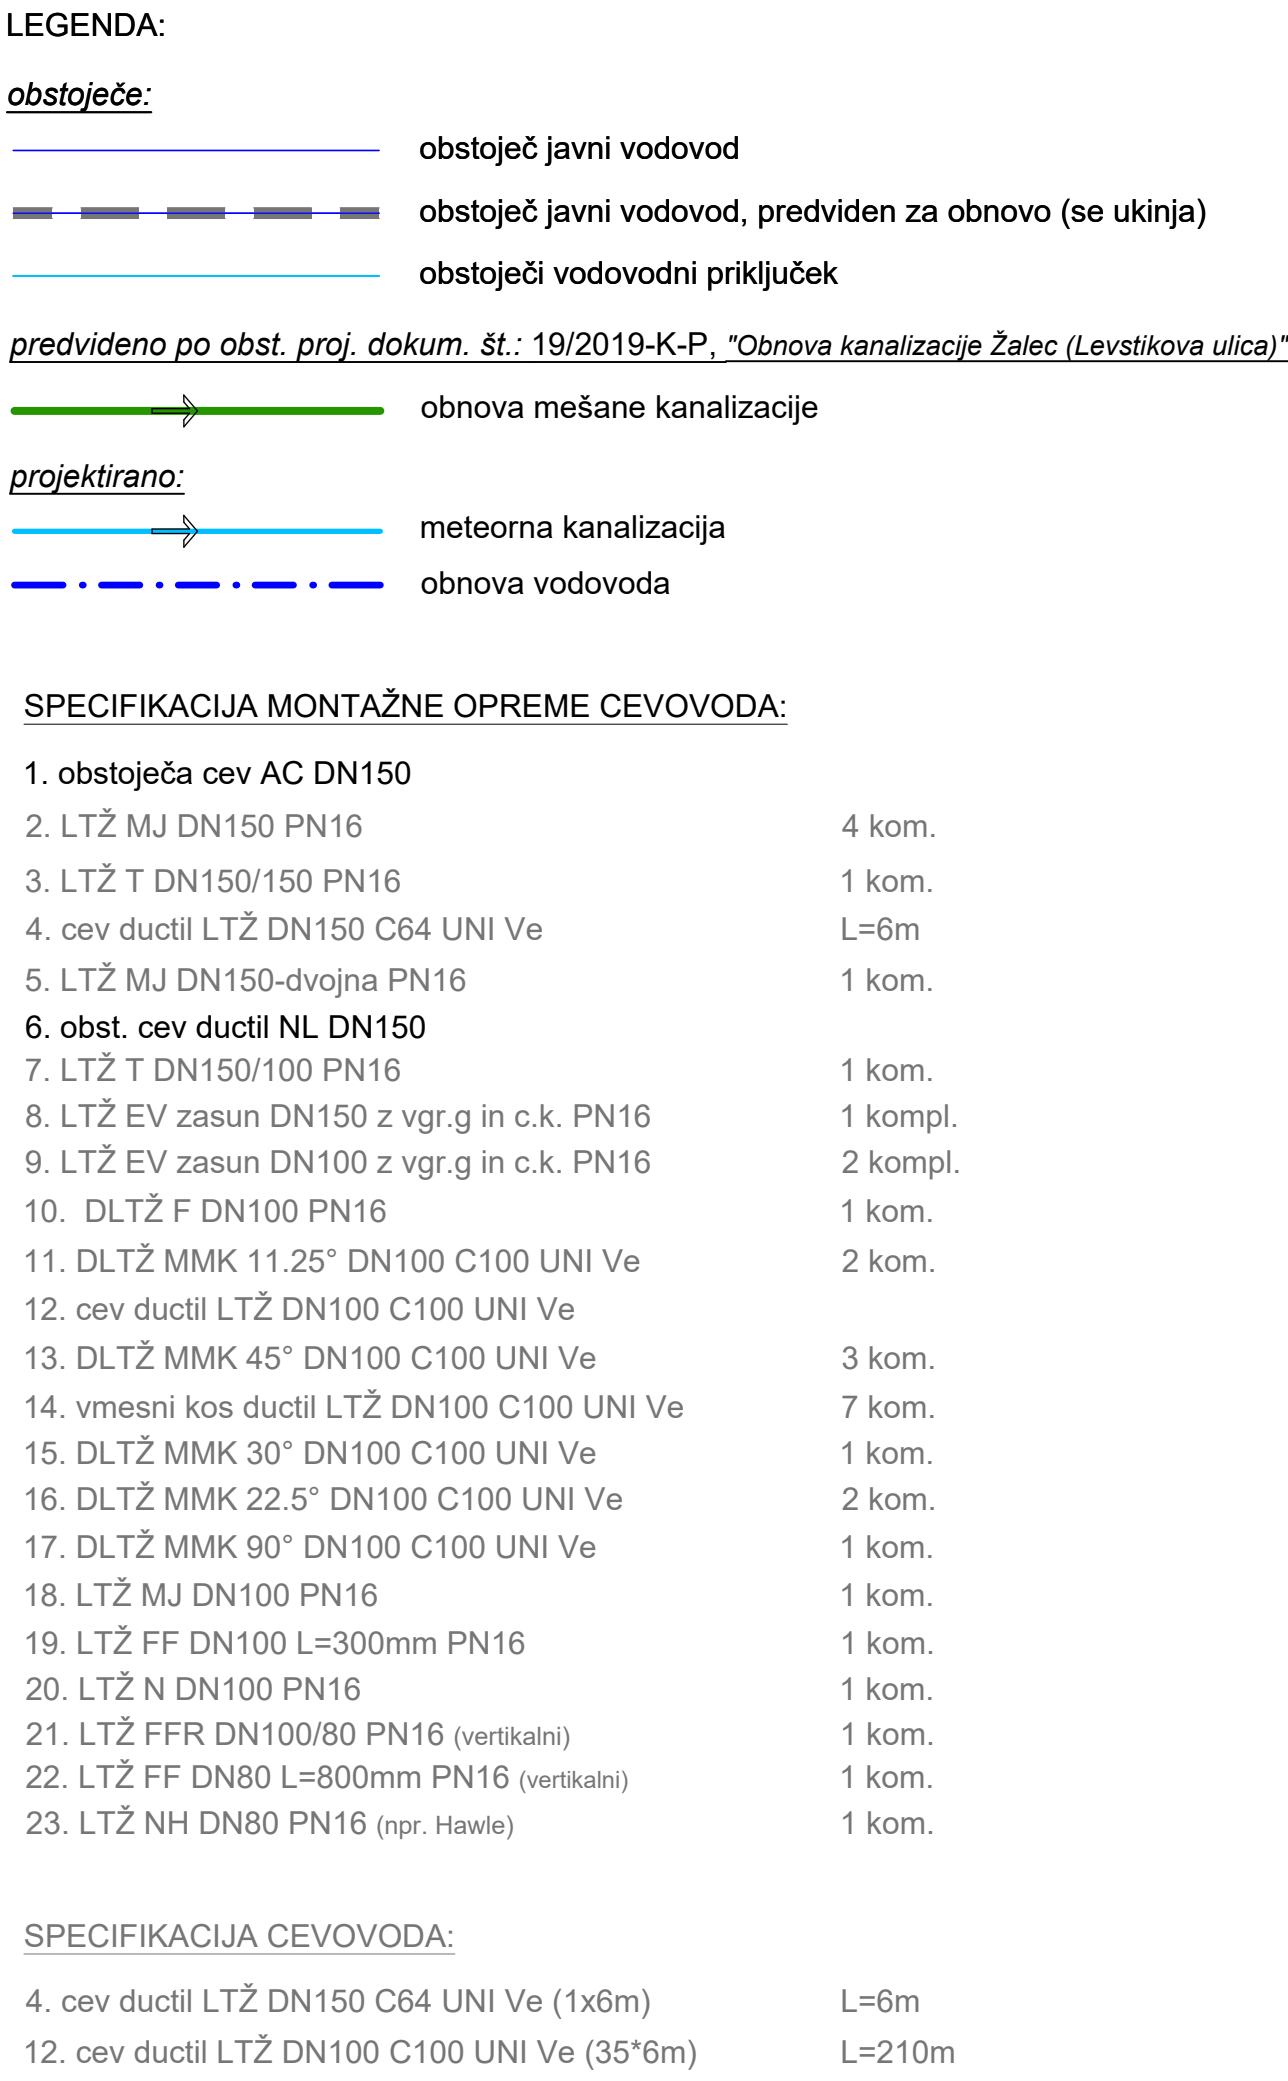 LEGENDA:
obstoječe:
obstoječ javni vodovod
obstoječ javni vodovod, predviden za obnovo (se ukinja)
obstoječi vodovodni priključek
predvideno po obst. proj. dokum. št.: 19/2019-K-P, "Obnova kanalizacije Žalec (Levstikova ulica)"
obnova mešane kanalizacije
projektirano:
meteorna kanalizacija
obnova vodovoda
SPECIFIKACIJA MONTAŽNE OPREME CEVOVODA:
1. obstoječa cev AC DN150
2. LTŽ MJ DN150 PN16 4 kom.
3. LTŽ T DN150/150 PN16 1 kom.
4. cev ductil LTŽ DN150 C64 UNI Ve L=6m
5. LTŽ MJ DN150-dvojna PN16 1 kom.
6. obst. cev ductil NL DN150
7. LTŽ T DN150/100 PN16 1 kom.
8. LTŽ EV zasun DN150 z vgr.g in c.k. PN16 1 kompl.
9. LTŽ EV zasun DN100 z vgr.g in c.k. PN16 2 kompl.
10. DLTŽ F DN100 PN16 1 kom.
11. DLTŽ MMK 11.25° DN100 C100 UNI Ve 2 kom.
12. cev ductil LTŽ DN100 C100 UNI Ve
13. DLTŽ MMK 45° DN100 C100 UNI Ve 3 kom.
14. vmesni kos ductil LTŽ DN100 C100 UNI Ve 7 kom.
15. DLTŽ MMK 30° DN100 C100 UNI Ve 1 kom.
16. DLTŽ MMK 22.5° DN100 C100 UNI Ve 2 kom.
17. DLTŽ MMK 90° DN100 C100 UNI Ve 1 kom.
18. LTŽ MJ DN100 PN16 1 kom.
19. LTŽ FF DN100 L=300mm PN16 1 kom.
20. LTŽ N DN100 PN16 1 kom.
21. LTŽ FFR DN100/80 PN16 (vertikalni) 1 kom.
22. LTŽ FF DN80 L=800mm PN16 (vertikalni) 1 kom.
23. LTŽ NH DN80 PN16 (npr. Hawle) 1 kom.
SPECIFIKACIJA CEVOVODA:
4. cev ductil LTŽ DN150 C64 UNI Ve (1x6m) L=6m
12. cev ductil LTŽ DN100 C100 UNI Ve (35*6m) L=210m